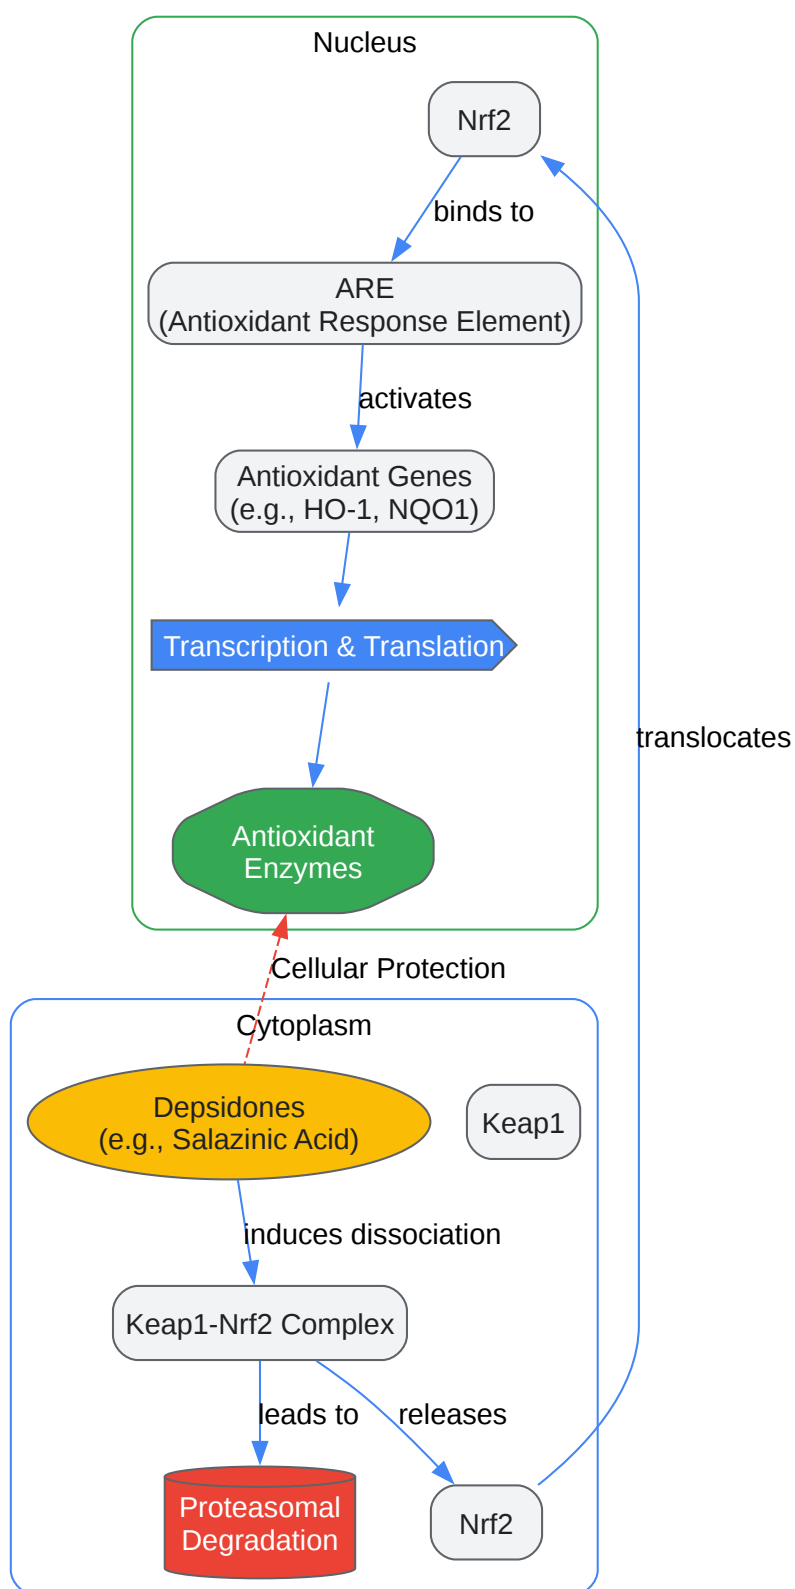 Nucleus
Nrf2
binds to
ARE
(Antioxidant Response Element)
activates
Antioxidant Genes
(e.g., HO-1, NQO1)
Transcription & Translation
translocates
Antioxidant
Enzymes
Cellular Protection
Cytoplasm
Depsidones
(e.g., Salazinic Acid)
Keap1
induces dissociation
Keap1-Nrf2 Complex
leads to
releases
Proteasomal
Degradation
Nrf2